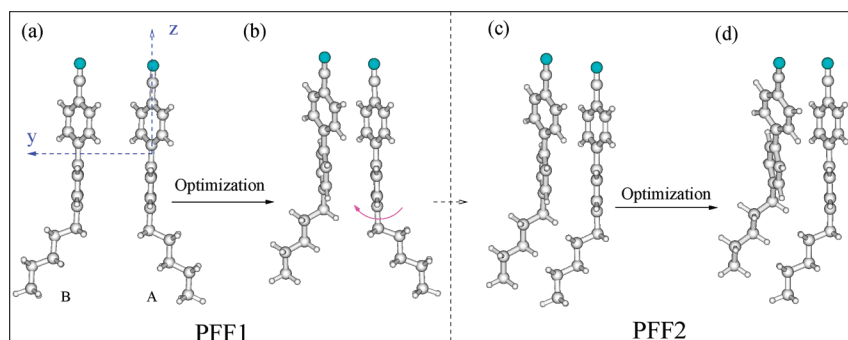 (a)
z
(b)
(c)
(d)
y
Optimization
Optimization
B
A
PFF1
PFF2